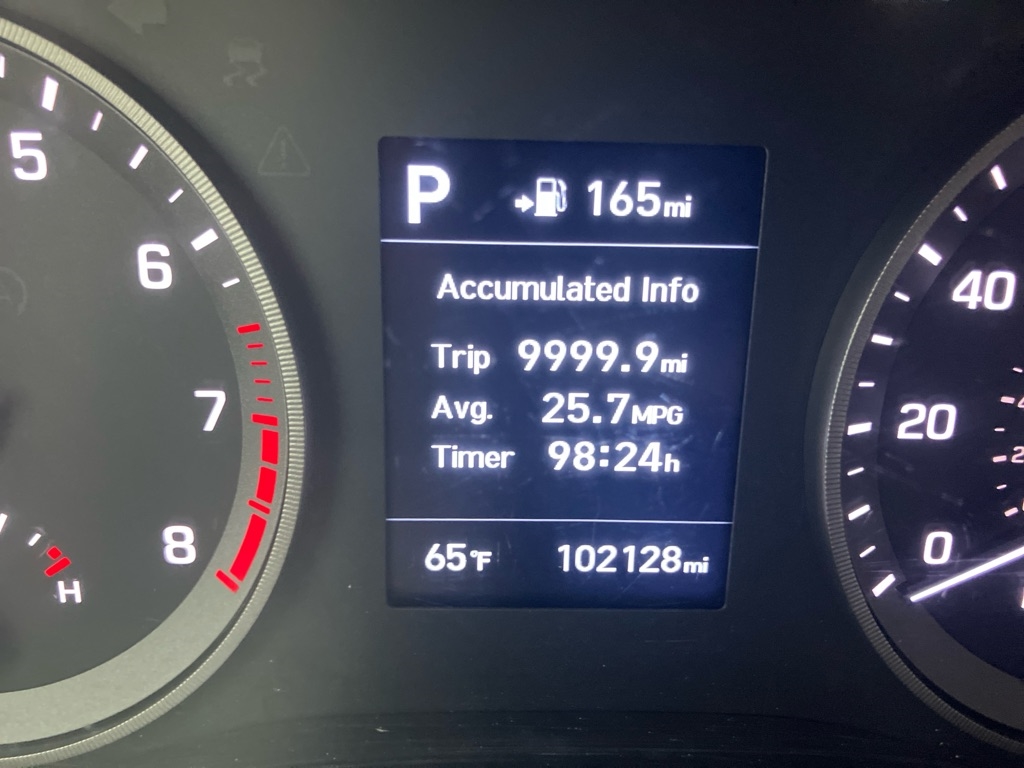 P 165mi
Accumulated Info
Trip 9999.9mi
Avg. 25.7MPG
Timer 98:24h
65°F 102128mi
5
6
7
8
H
40
20
0